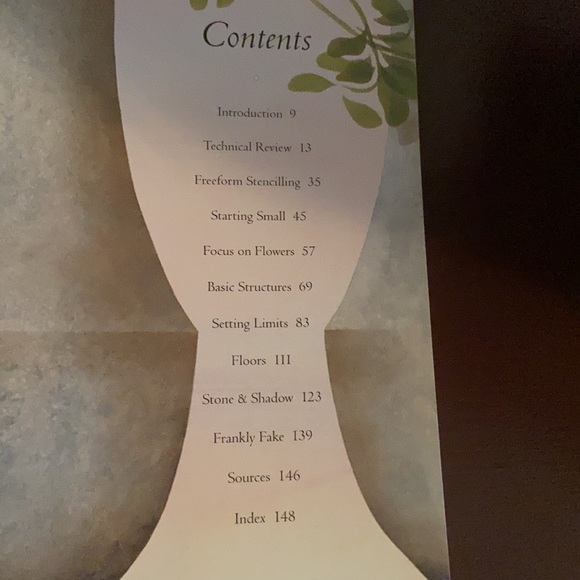 Contents
Introduction 9
Technical Review 13
Freeform Stencilling 35
Starting Small 45
Focus on Flowers 57
Basic Structures 69
Setting Limits 83
Floors 111
Stone & Shadow 123
Frankly Fake 139
Sources 146
Index 148